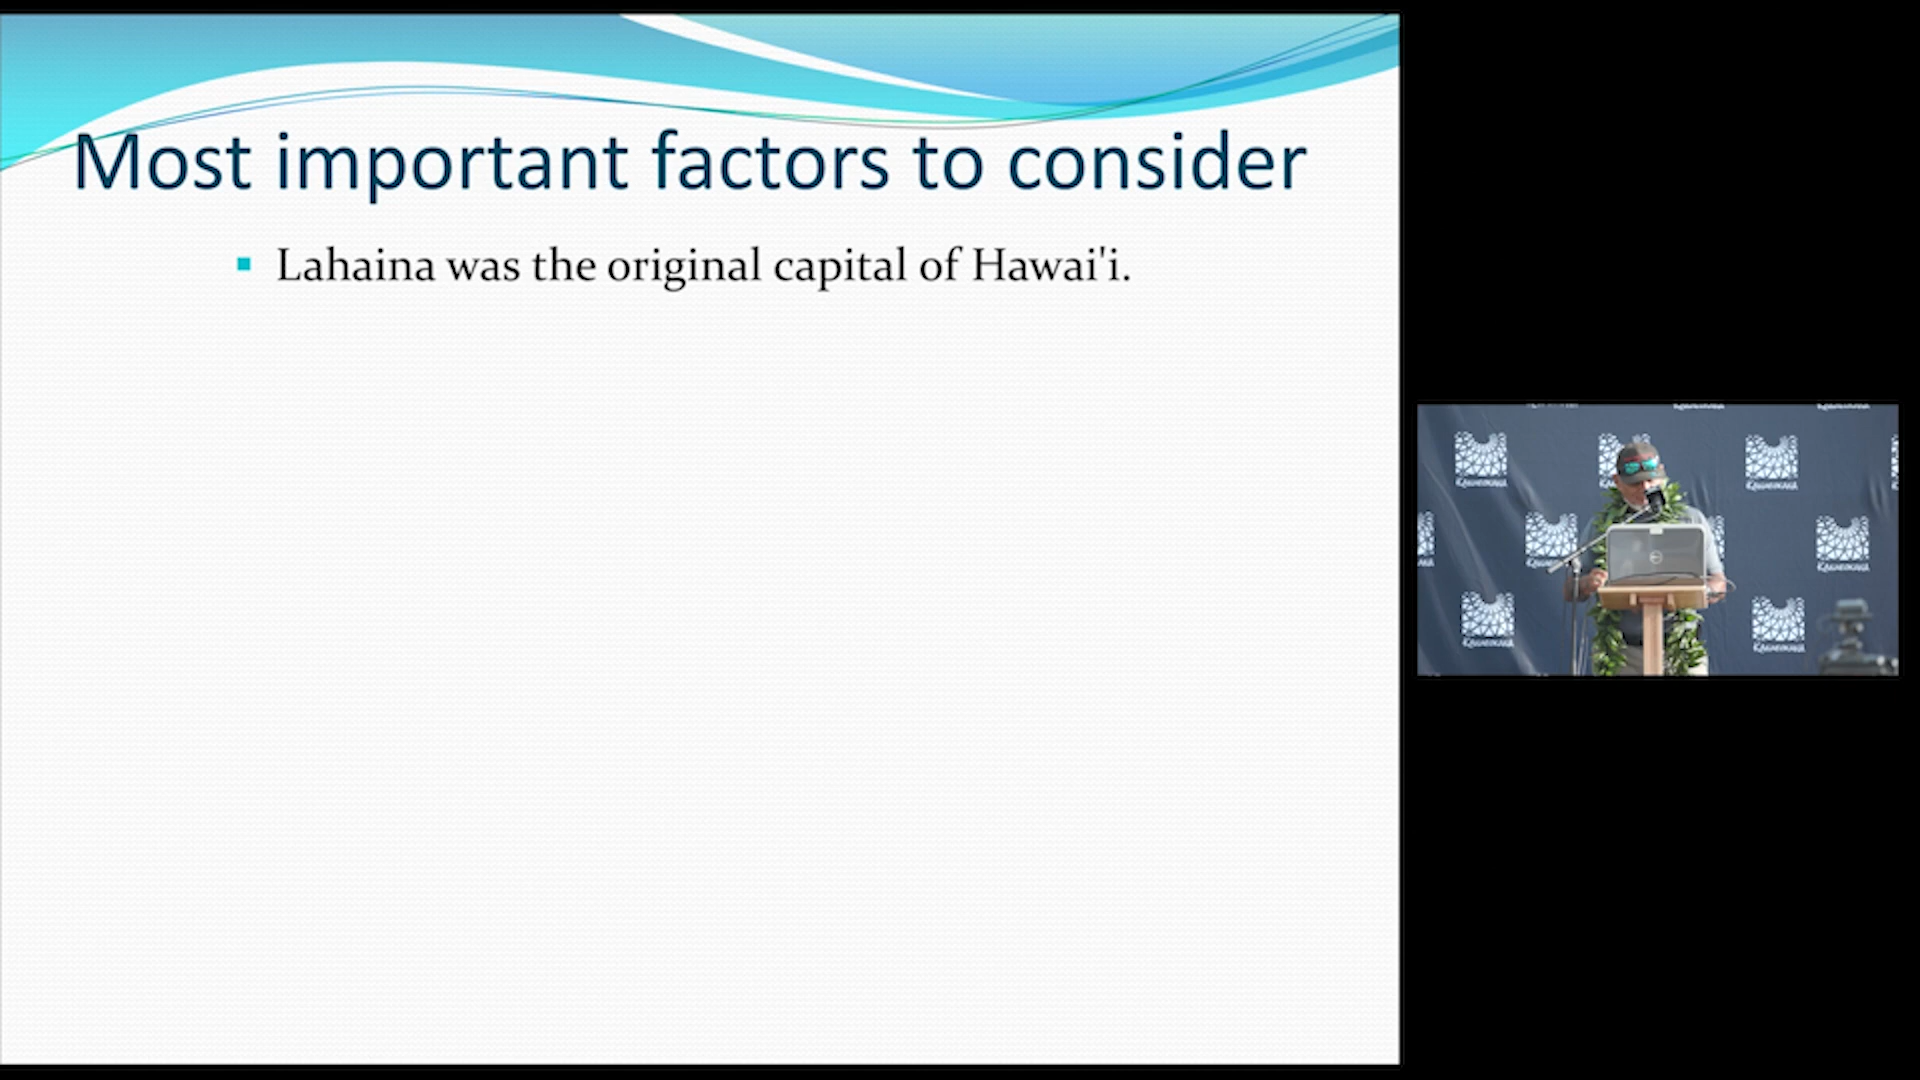 Most important factors to consider
Lahaina was the original capital of Hawai'i.